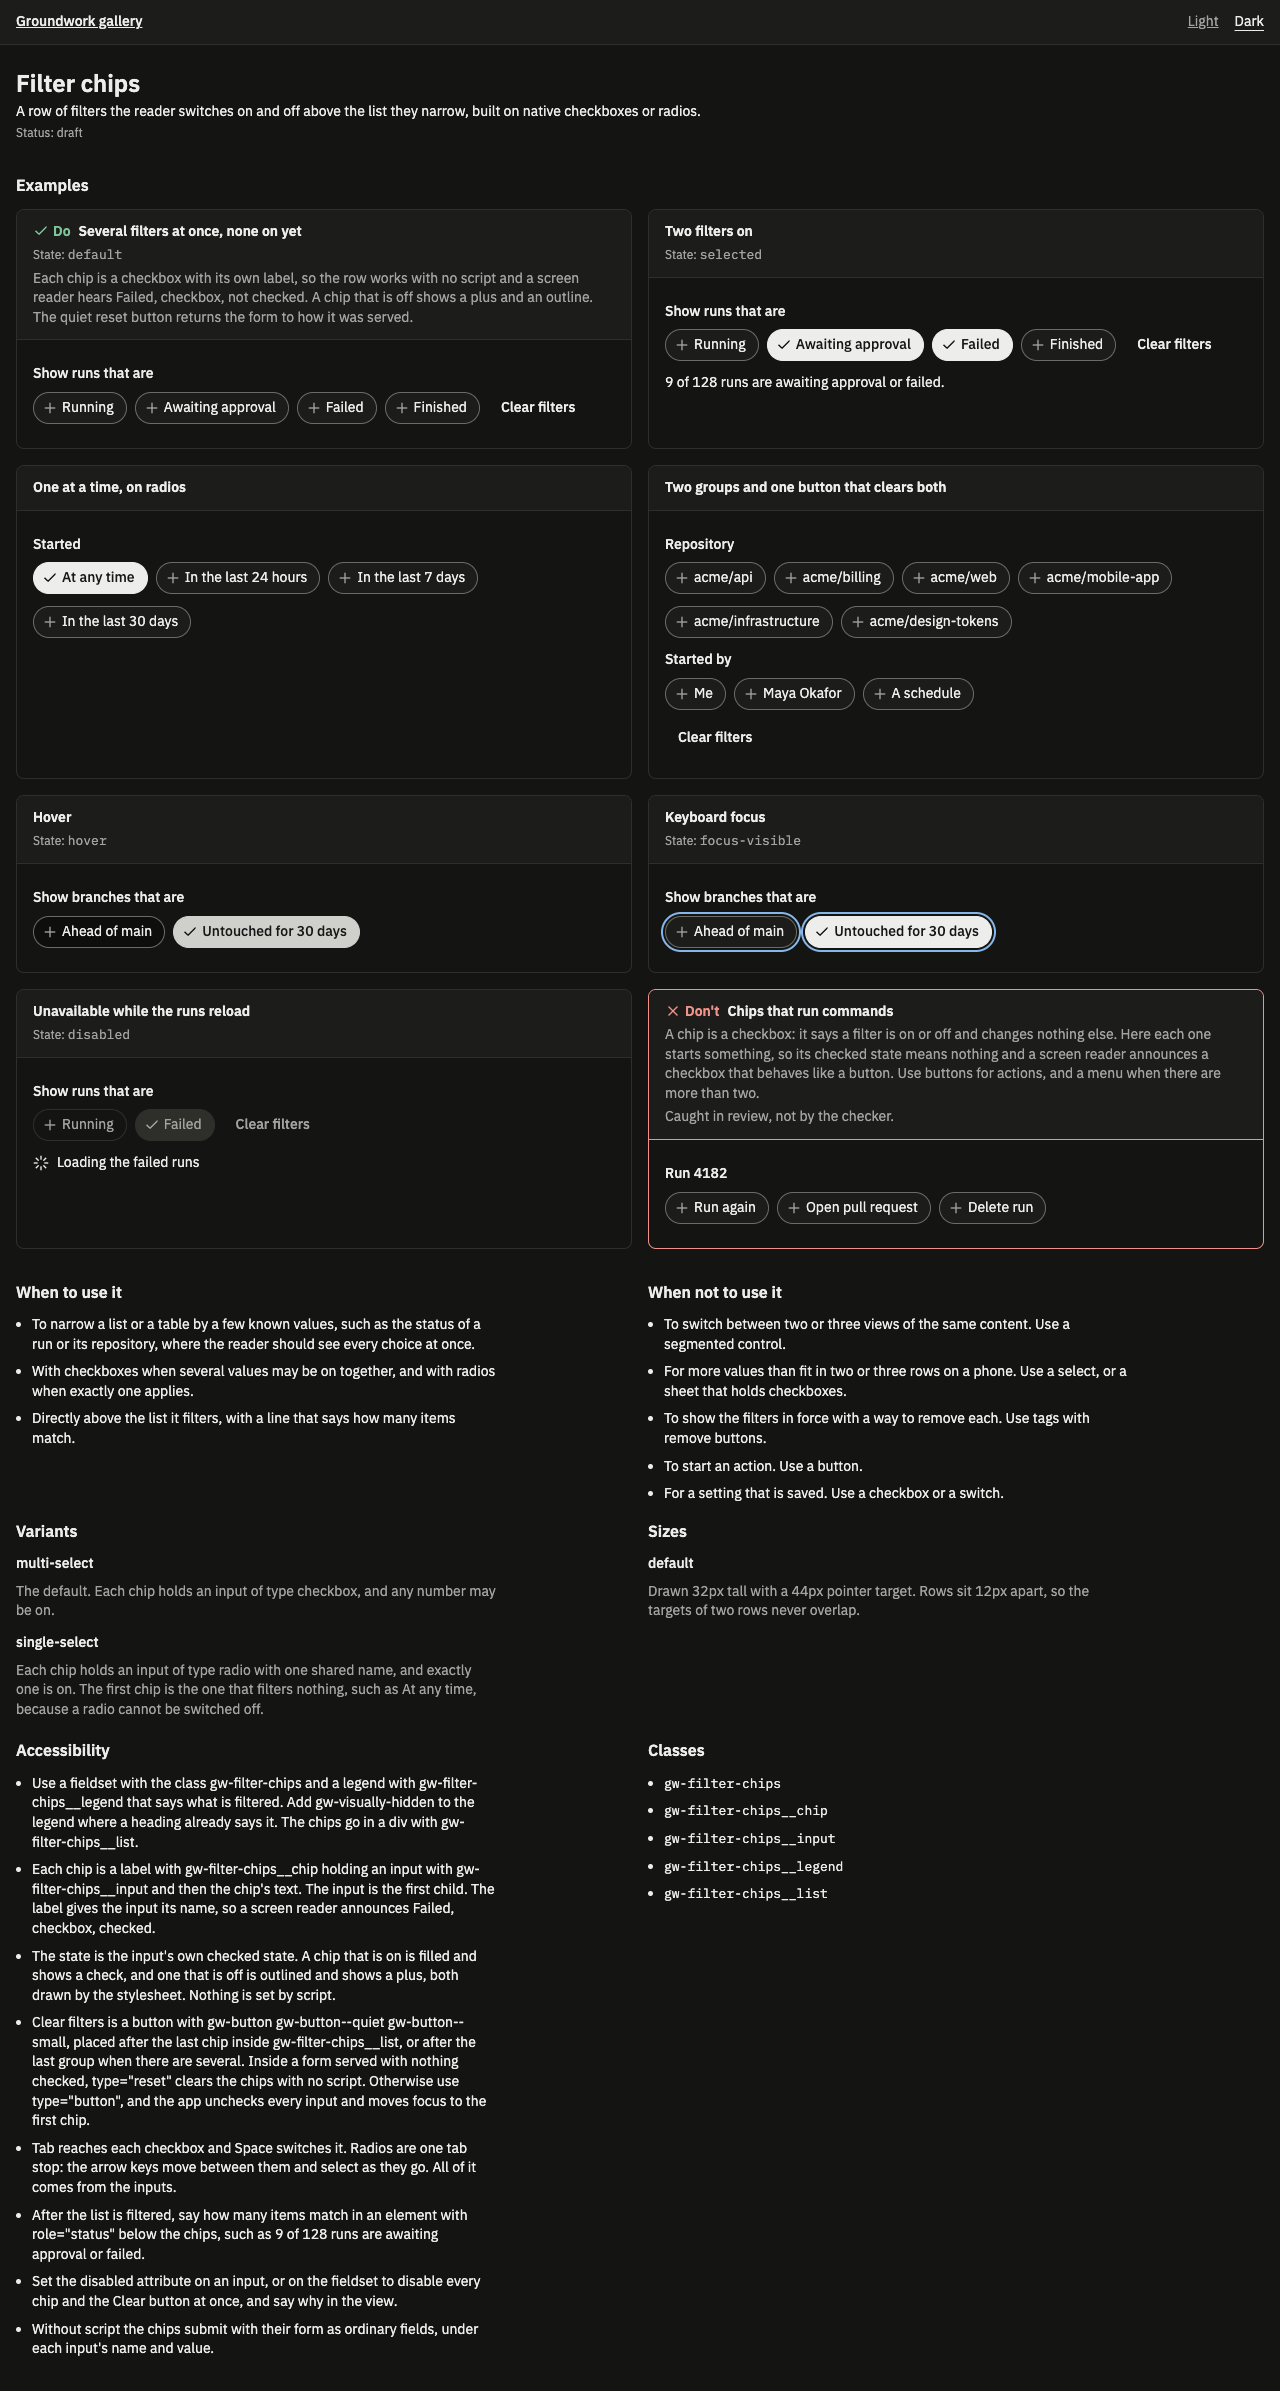 Groundwork gallery
Light Dark
Filter chips
A row of filters the reader switches on and off above the list they narrow, built on native checkboxes or radios.
Status: draft
Examples
Do Several filters at once, none on yet
State: default
Each chip is a checkbox with its own label, so the row works with no script and a screen
reader hears Failed, checkbox, not checked. A chip that is off shows a plus and an outline.
The quiet reset button returns the form to how it was served.
Show runs that are
Running Awaiting approval Failed Finished Clear filters
Two filters on
State: selected
Show runs that are
Running Awaiting approval Failed Finished Clear filters
9 of 128 runs are awaiting approval or failed.
One at a time, on radios
Started
At any time In the last 24 hours In the last 7 days
In the last 30 days
Two groups and one button that clears both
Repository
acme/api acme/billing acme/web acme/mobile-app
acme/infrastructure acme/design-tokens
Started by
Me Maya Okafor A schedule
Clear filters
Hover
State: hover
Show branches that are
Ahead of main Untouched for 30 days
Keyboard focus
State: focus-visible
Show branches that are
Ahead of main Untouched for 30 days
Unavailable while the runs reload
State: disabled
Show runs that are
Running Failed Clear filters
Loading the failed runs
Don't Chips that run commands
A chip is a checkbox: it says a filter is on or off and changes nothing else. Here each one
starts something, so its checked state means nothing and a screen reader announces a
checkbox that behaves like a button. Use buttons for actions, and a menu when there are
more than two.
Caught in review, not by the checker.
Run 4182
Run again Open pull request Delete run
When to use it
To narrow a list or a table by a few known values, such as the status of a
run or its repository, where the reader should see every choice at once.
With checkboxes when several values may be on together, and with radios
when exactly one applies.
Directly above the list it filters, with a line that says how many items
match.
When not to use it
To switch between two or three views of the same content. Use a
segmented control.
For more values than fit in two or three rows on a phone. Use a select, or a
sheet that holds checkboxes.
To show the filters in force with a way to remove each. Use tags with
remove buttons.
To start an action. Use a button.
For a setting that is saved. Use a checkbox or a switch.
Variants
multi-select
The default. Each chip holds an input of type checkbox, and any number may
be on.
single-select
Each chip holds an input of type radio with one shared name, and exactly
one is on. The first chip is the one that filters nothing, such as At any time,
because a radio cannot be switched off.
Sizes
default
Drawn 32px tall with a 44px pointer target. Rows sit 12px apart, so the
targets of two rows never overlap.
Accessibility
Use a fieldset with the class gw-filter-chips and a legend with gw-filter-
chips__legend that says what is filtered. Add gw-visually-hidden to the
legend where a heading already says it. The chips go in a div with gw-
filter-chips__list.
Each chip is a label with gw-filter-chips__chip holding an input with gw-
filter-chips__input and then the chip's text. The input is the first child. The
label gives the input its name, so a screen reader announces Failed,
checkbox, checked.
The state is the input's own checked state. A chip that is on is filled and
shows a check, and one that is off is outlined and shows a plus, both
drawn by the stylesheet. Nothing is set by script.
Clear filters is a button with gw-button gw-button--quiet gw-button--
small, placed after the last chip inside gw-filter-chips__list, or after the
last group when there are several. Inside a form served with nothing
checked, type="reset" clears the chips with no script. Otherwise use
type="button", and the app unchecks every input and moves focus to the
first chip.
Tab reaches each checkbox and Space switches it. Radios are one tab
stop: the arrow keys move between them and select as they go. All of it
comes from the inputs.
After the list is filtered, say how many items match in an element with
role="status" below the chips, such as 9 of 128 runs are awaiting
approval or failed.
Set the disabled attribute on an input, or on the fieldset to disable every
chip and the Clear button at once, and say why in the view.
Without script the chips submit with their form as ordinary fields, under
each input's name and value.
Classes
gw-filter-chips
gw-filter-chips__chip
gw-filter-chips__input
gw-filter-chips__legend
gw-filter-chips__list